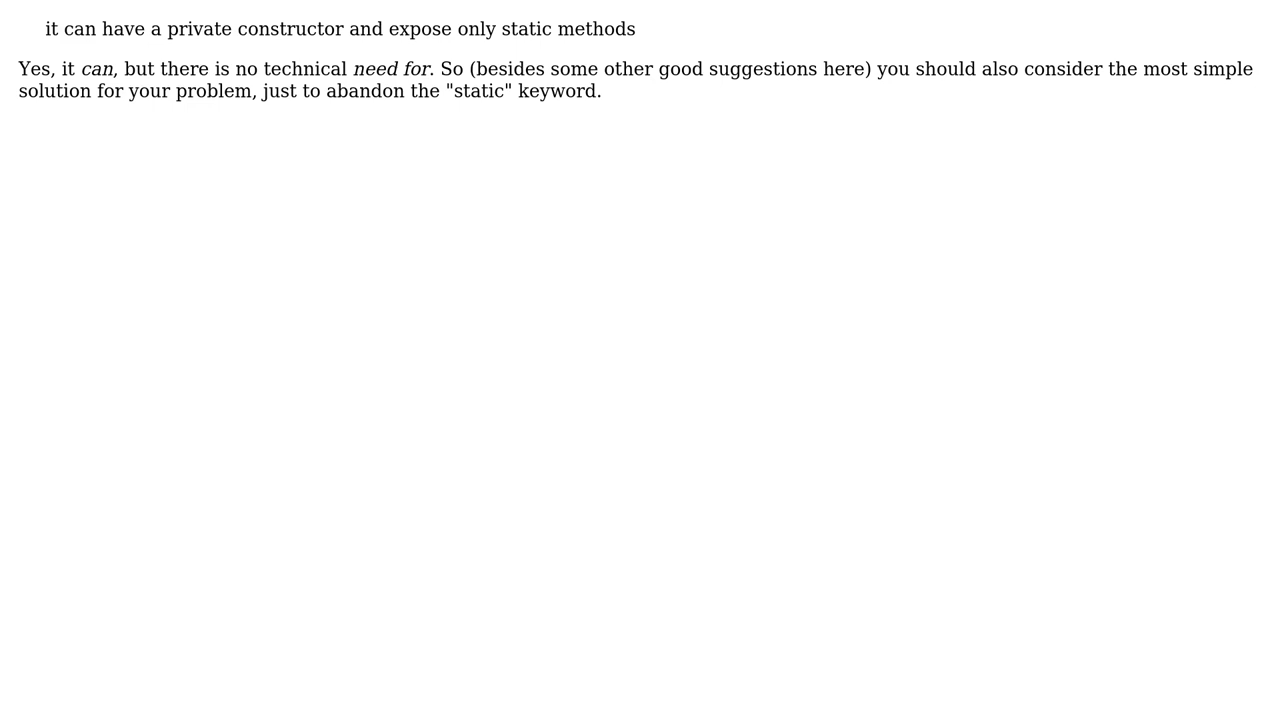 it can have a private constructor and expose only static methods
Yes, it can, but there is no technical need for. So (besides some other good suggestions here) you should also consider the most simple
solution for your problem, just to abandon the "static" keyword.